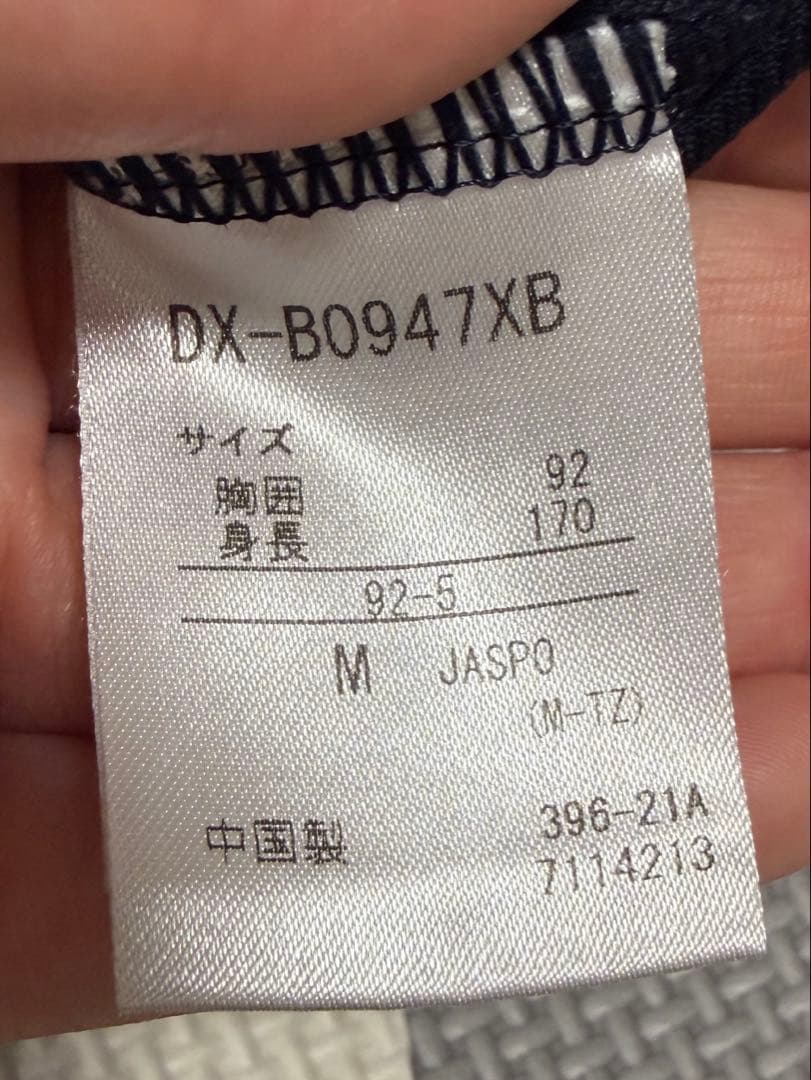 DX-B0947XB
サイズ
胸囲 92
身長 170
92-5
M JASPO
(M-TZ)
中国製 396-21A
7114213